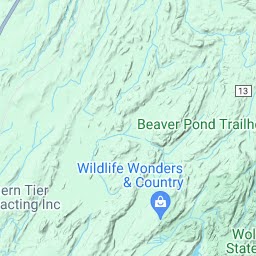 13
Beaver Pond Trailhe
Wildlife Wonders
& Country
ern Tier
acting Inc
Wol
State